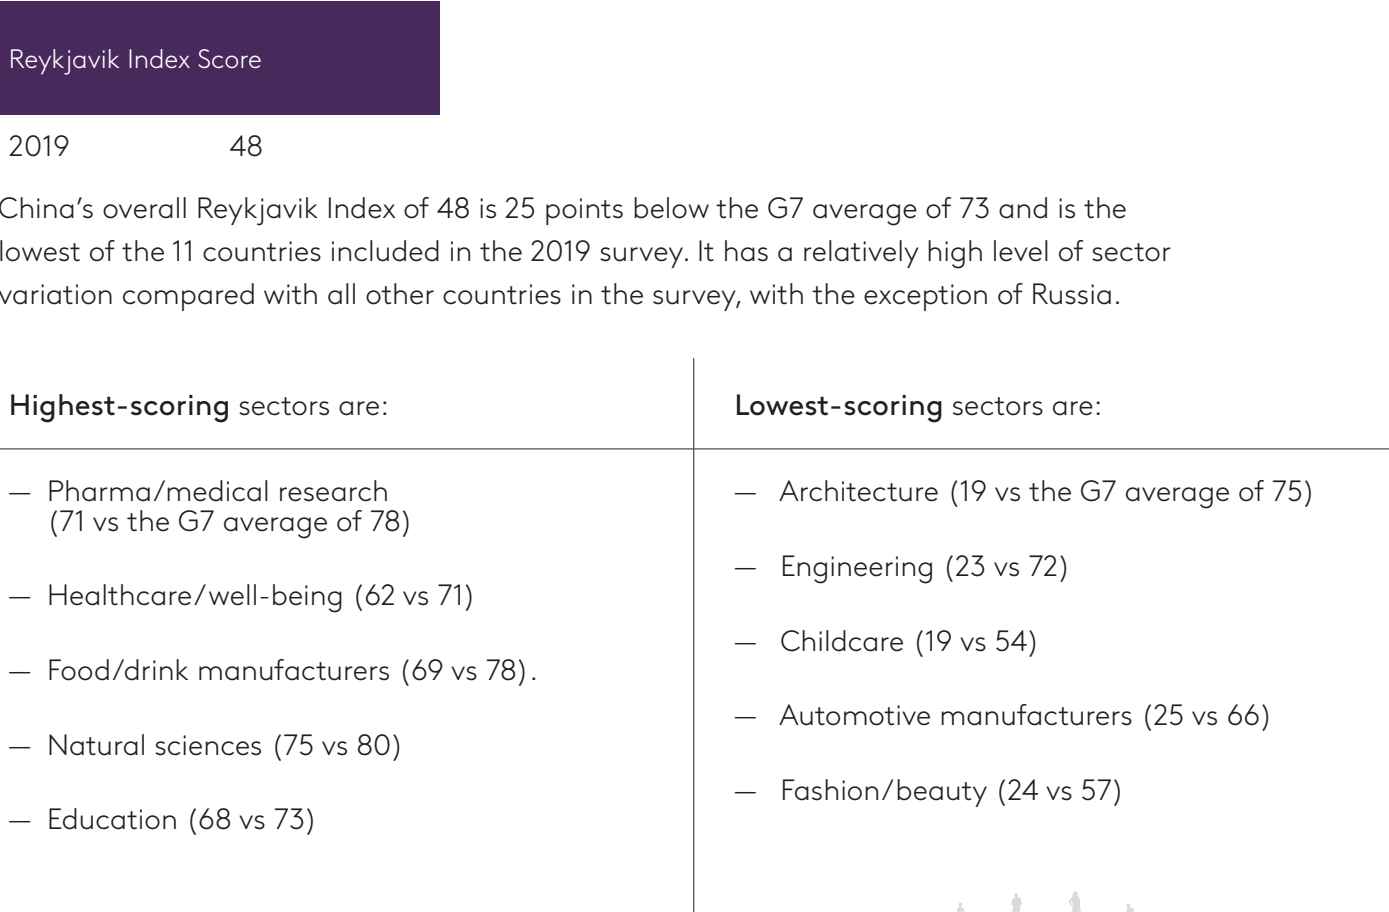 Reykjavik Index Score
2019 48
China’s overall Reykjavik Index of 48 is 25 points below the G7 average of 73 and is the
lowest of the 11 countries included in the 2019 survey. It has a relatively high level of sector
variation compared with all other countries in the survey, with the exception of Russia.
Highest-scoring sectors are:
— Pharma/medical research
(71 vs the G7 average of 78)
— Healthcare/well-being (62 vs 71)
— Food/drink manufacturers (69 vs 78).
— Natural sciences (75 vs 80)
— Education (68 vs 73)
Lowest-scoring sectors are:
— Architecture (19 vs the G7 average of 75)
— Engineering (23 vs 72)
— Childcare (19 vs 54)
— Automotive manufacturers (25 vs 66)
— Fashion/beauty (24 vs 57)